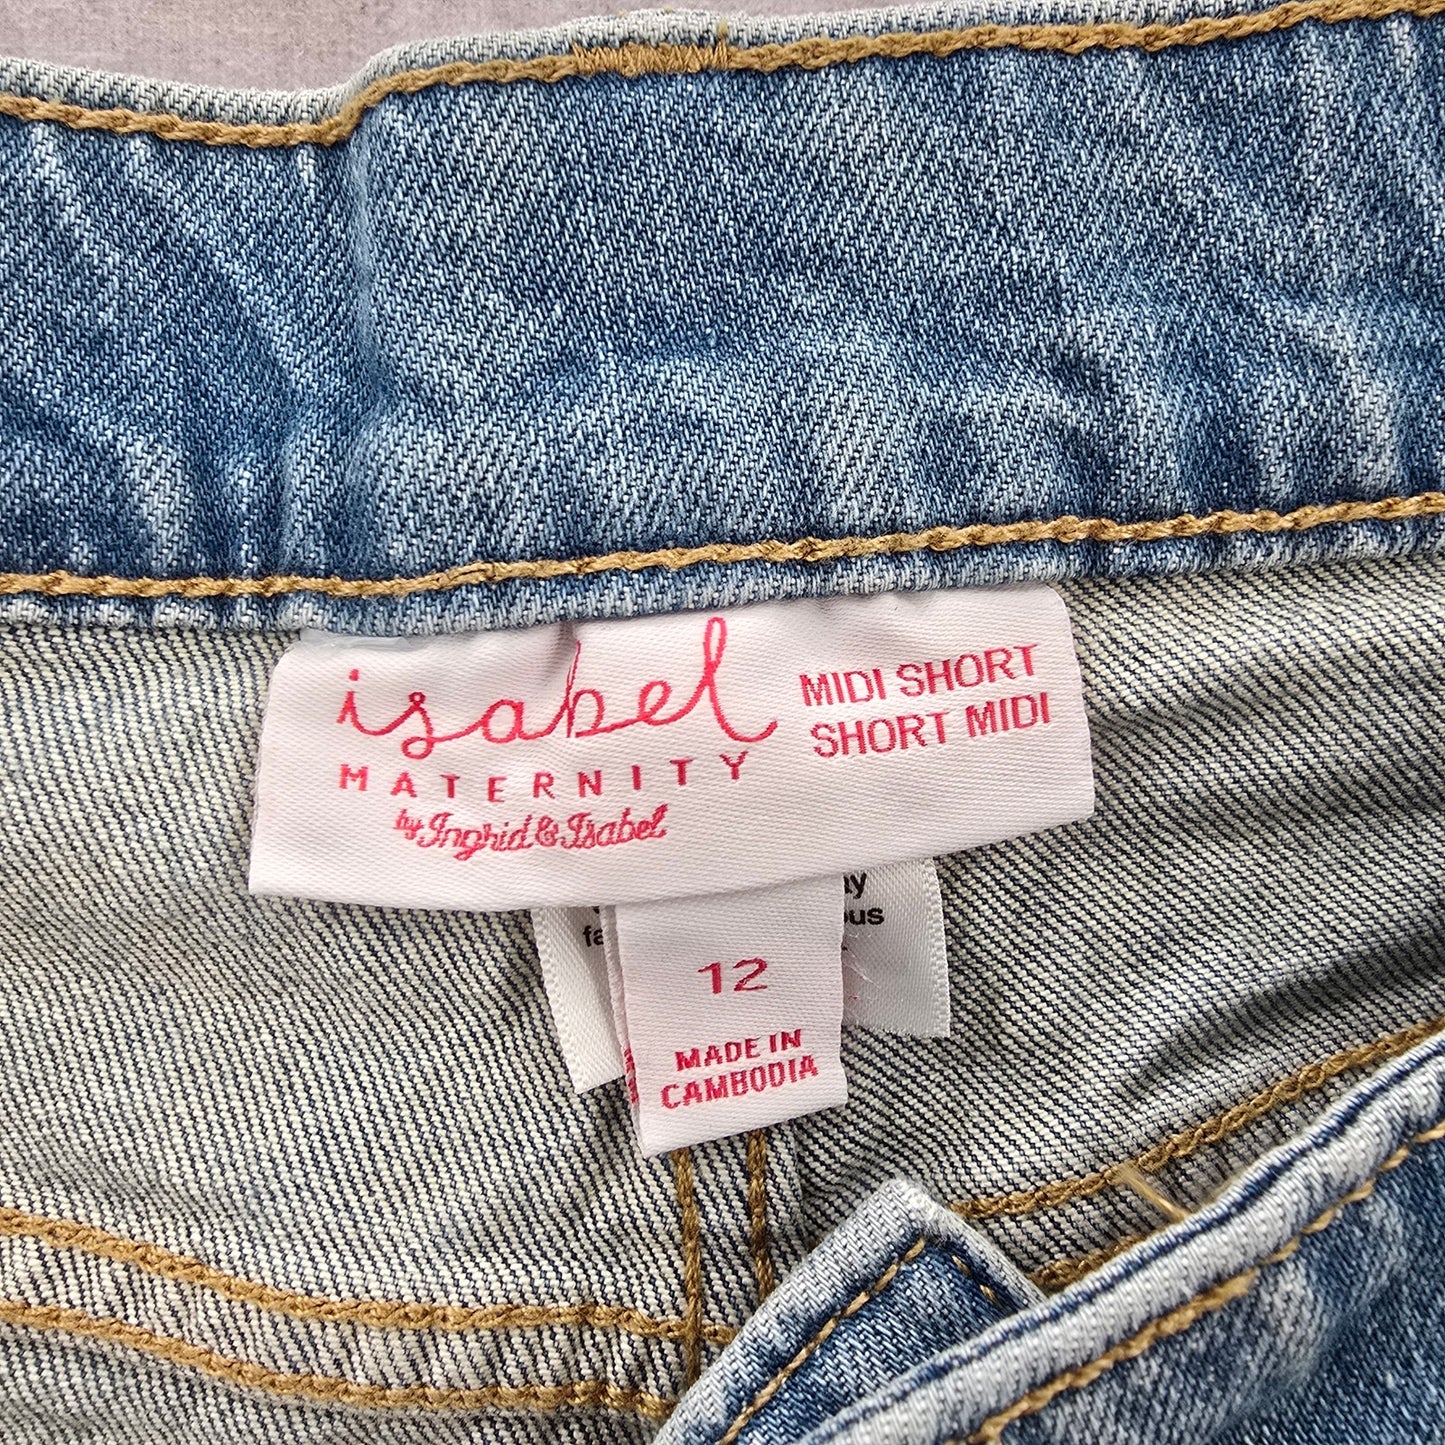 isabel
MATERNITY
by Ingrid & Isabel
MIDI SHORT
SHORT MIDI
12
MADE IN
CAMBODIA